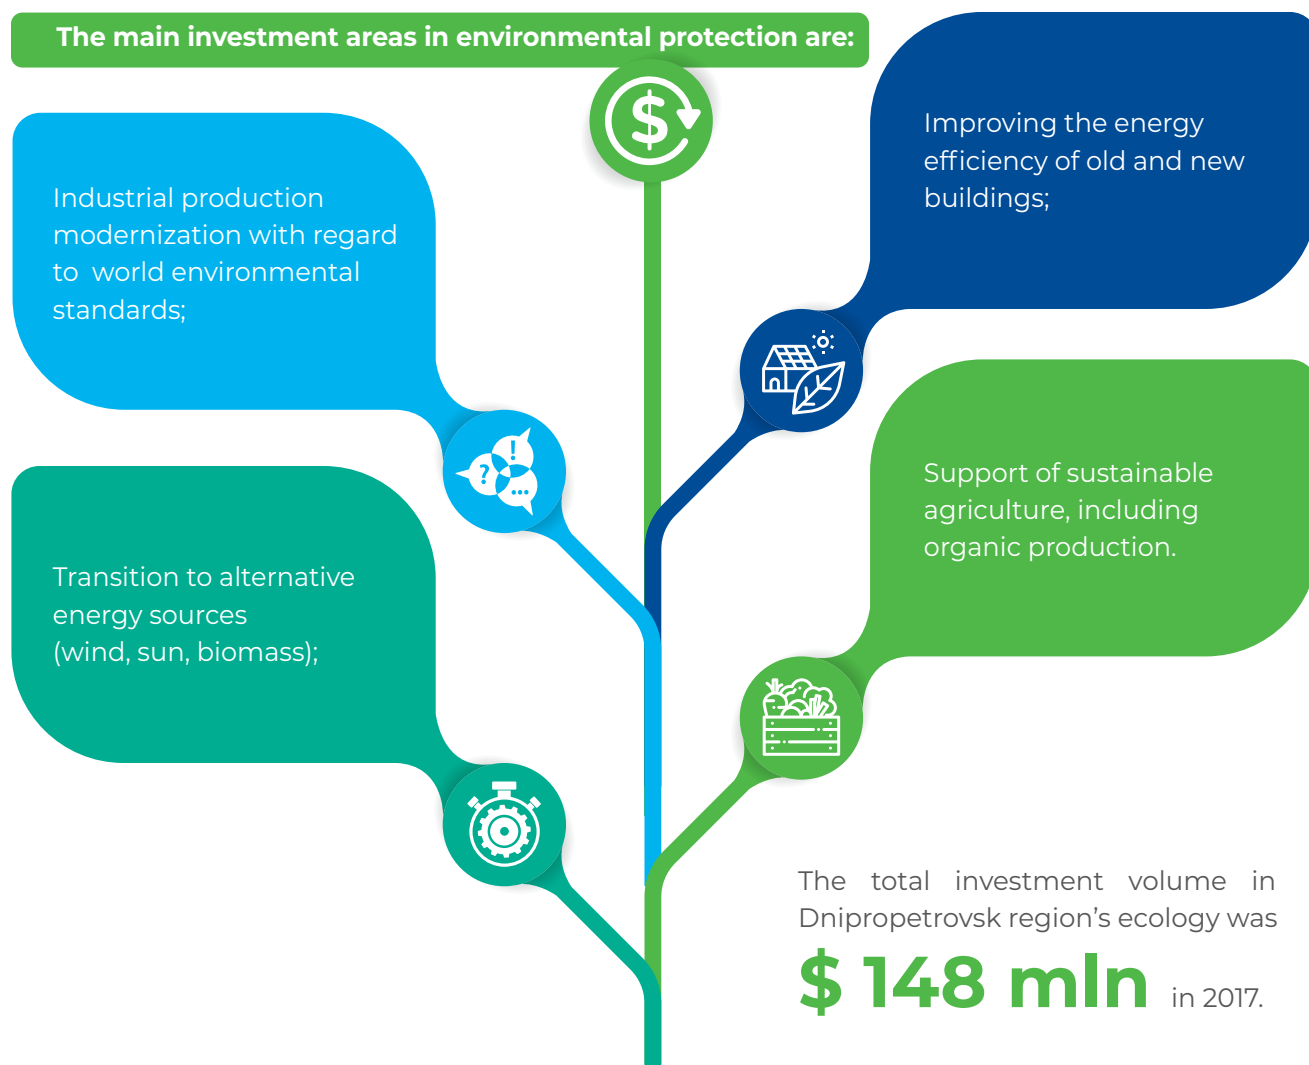 The main investment areas in environmental protection are:
$
Industrial production
modernization with regard
to world environmental
standards;
Improving the energy
efficiency of old and new
buildings;
! ? ...
Transition to alternative
energy sources
(wind, sun, biomass);
Support of sustainable
agriculture, including
organic production.
The total investment volume in
Dnipropetrovsk region’s ecology was
$ 148 mln in 2017.